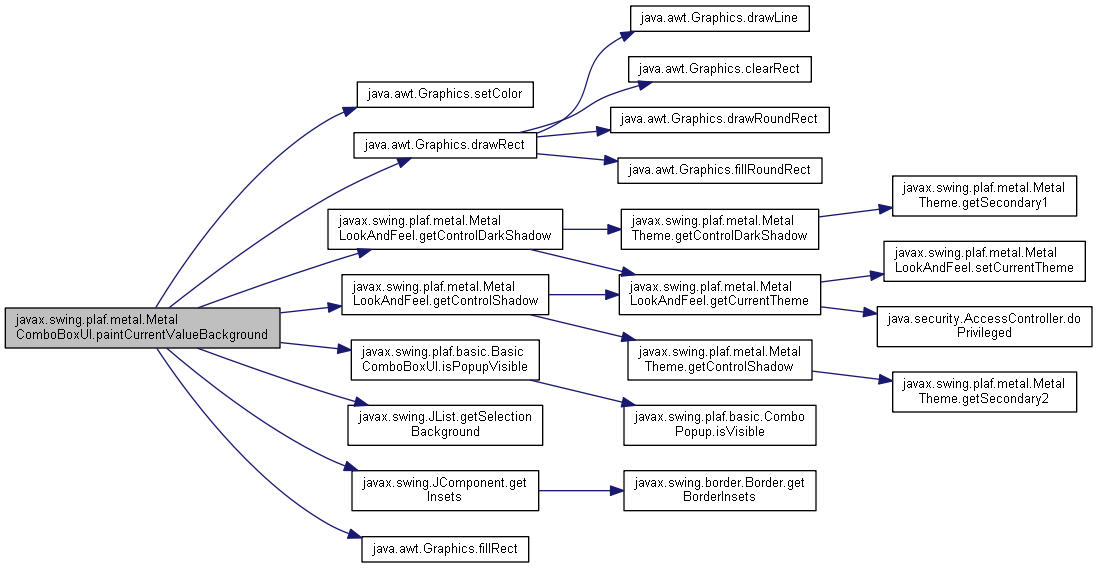 javax.swing.plaf.metal.Metal
ComboBoxUI.paintCurrentValueBackground
java.awt.Graphics.setColor
java.awt.Graphics.drawRect
javax.swing.plaf.metal.Metal
LookAndFeel.getControlDarkShadow
javax.swing.plaf.metal.Metal
LookAndFeel.getControlShadow
javax.swing.plaf.basic.Basic
ComboBoxUI.isPopupVisible
javax.swing.JList.getSelection
Background
javax.swing.JComponent.get
Insets
java.awt.Graphics.fillRect
java.awt.Graphics.drawLine
java.awt.Graphics.clearRect
java.awt.Graphics.drawRoundRect
java.awt.Graphics.fillRoundRect
javax.swing.plaf.metal.Metal
Theme.getControlDarkShadow
javax.swing.plaf.metal.Metal
LookAndFeel.getCurrentTheme
javax.swing.plaf.metal.Metal
Theme.getControlShadow
javax.swing.plaf.basic.Combo
Popup.isVisible
javax.swing.border.Border.get
BorderInsets
javax.swing.plaf.metal.Metal
Theme.getSecondary1
javax.swing.plaf.metal.Metal
LookAndFeel.setCurrentTheme
java.security.AccessController.do
Privileged
javax.swing.plaf.metal.Metal
Theme.getSecondary2